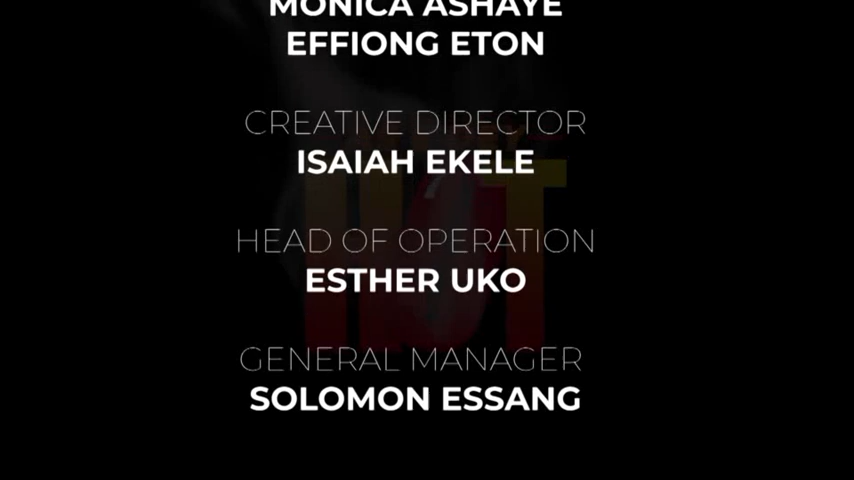 MONICA ASHAYE
EFFIONG ETON
CREATIVE DIRECTOR
ISAIAH EKELE
HEAD OF OPERATION
ESTHER UKO
GENERAL MANAGER
SOLOMON ESSANG